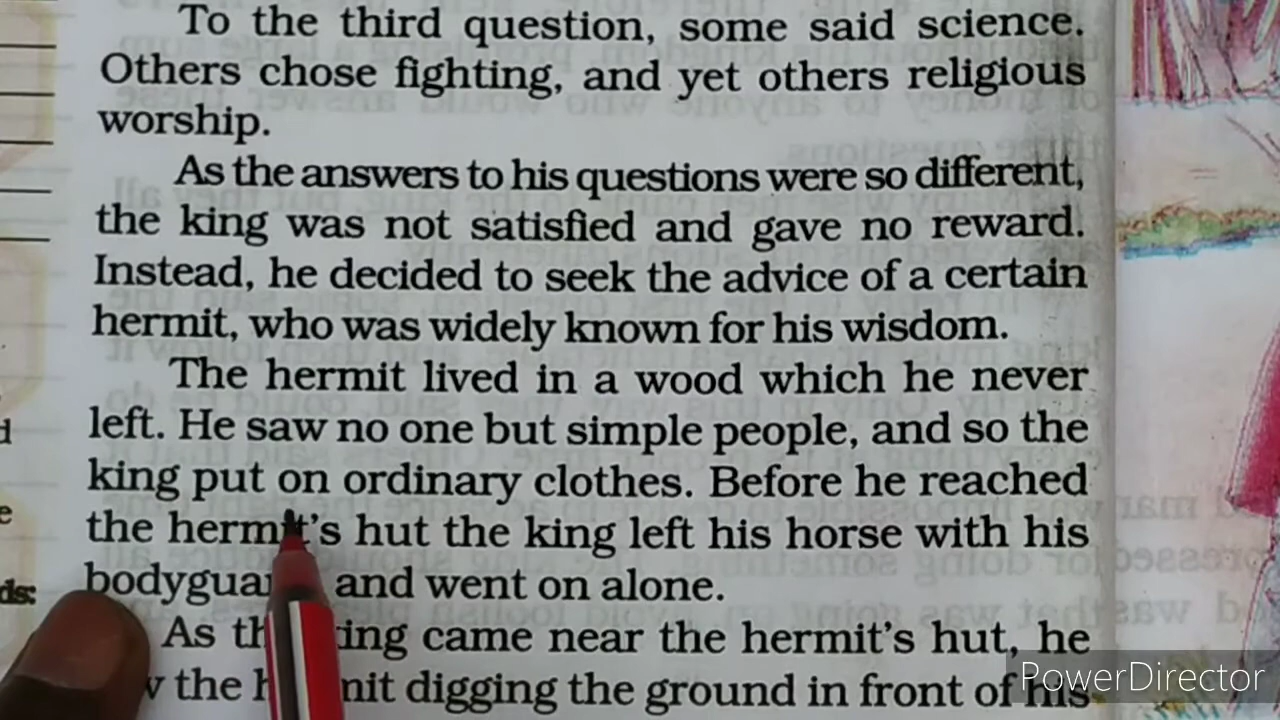 To the third question, some said science.
Others chose fighting, and yet others religious
worship.
As the answers to his questions were so different,
the king was not satisfied and gave no reward.
Instead, he decided to seek the advice of a certain
hermit, who was widely known for his wisdom.
The hermit lived in a wood which he never
left. He saw no one but simple people, and so the
king put on ordinary clothes. Before he reached
the hermit's hut the king left his horse with his
and went on alone.
As came near the hermit's hut, he
the digging the ground in front of his
PowerDirector